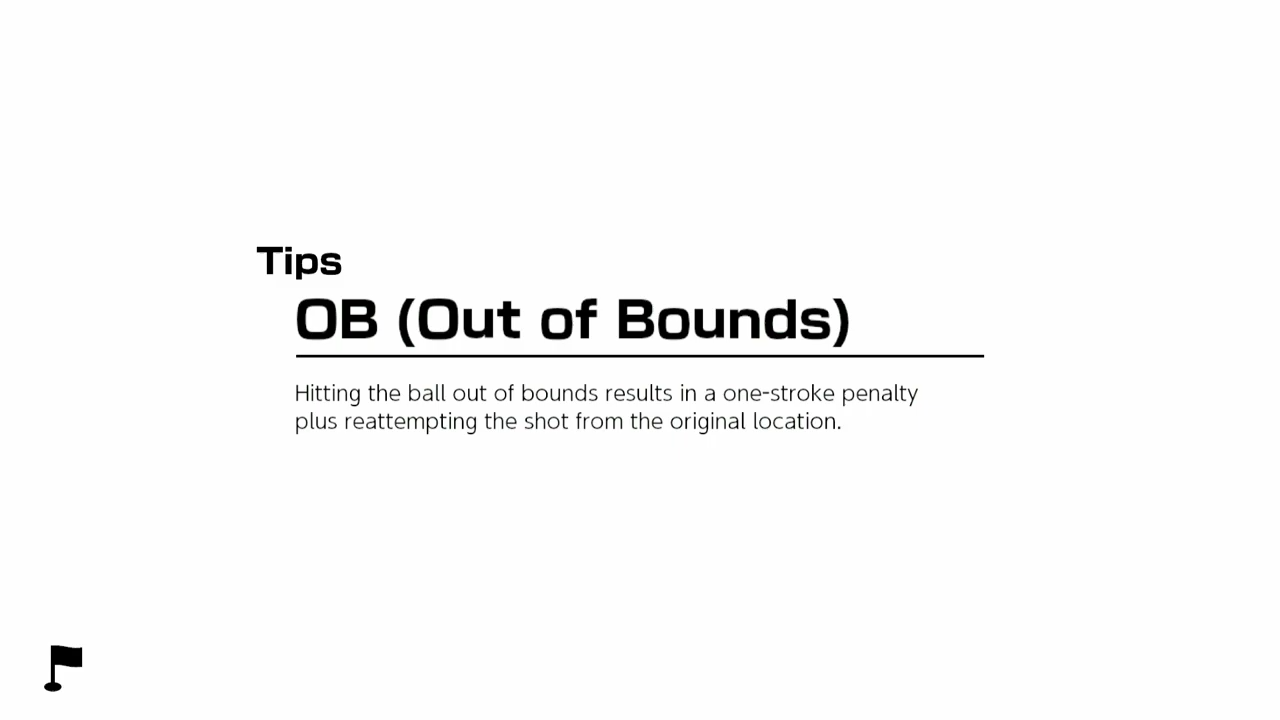 Tips
OB (Out of Bounds)
Hitting the ball out of bounds results in a one-stroke penalty
plus reattempting the shot from the original location.